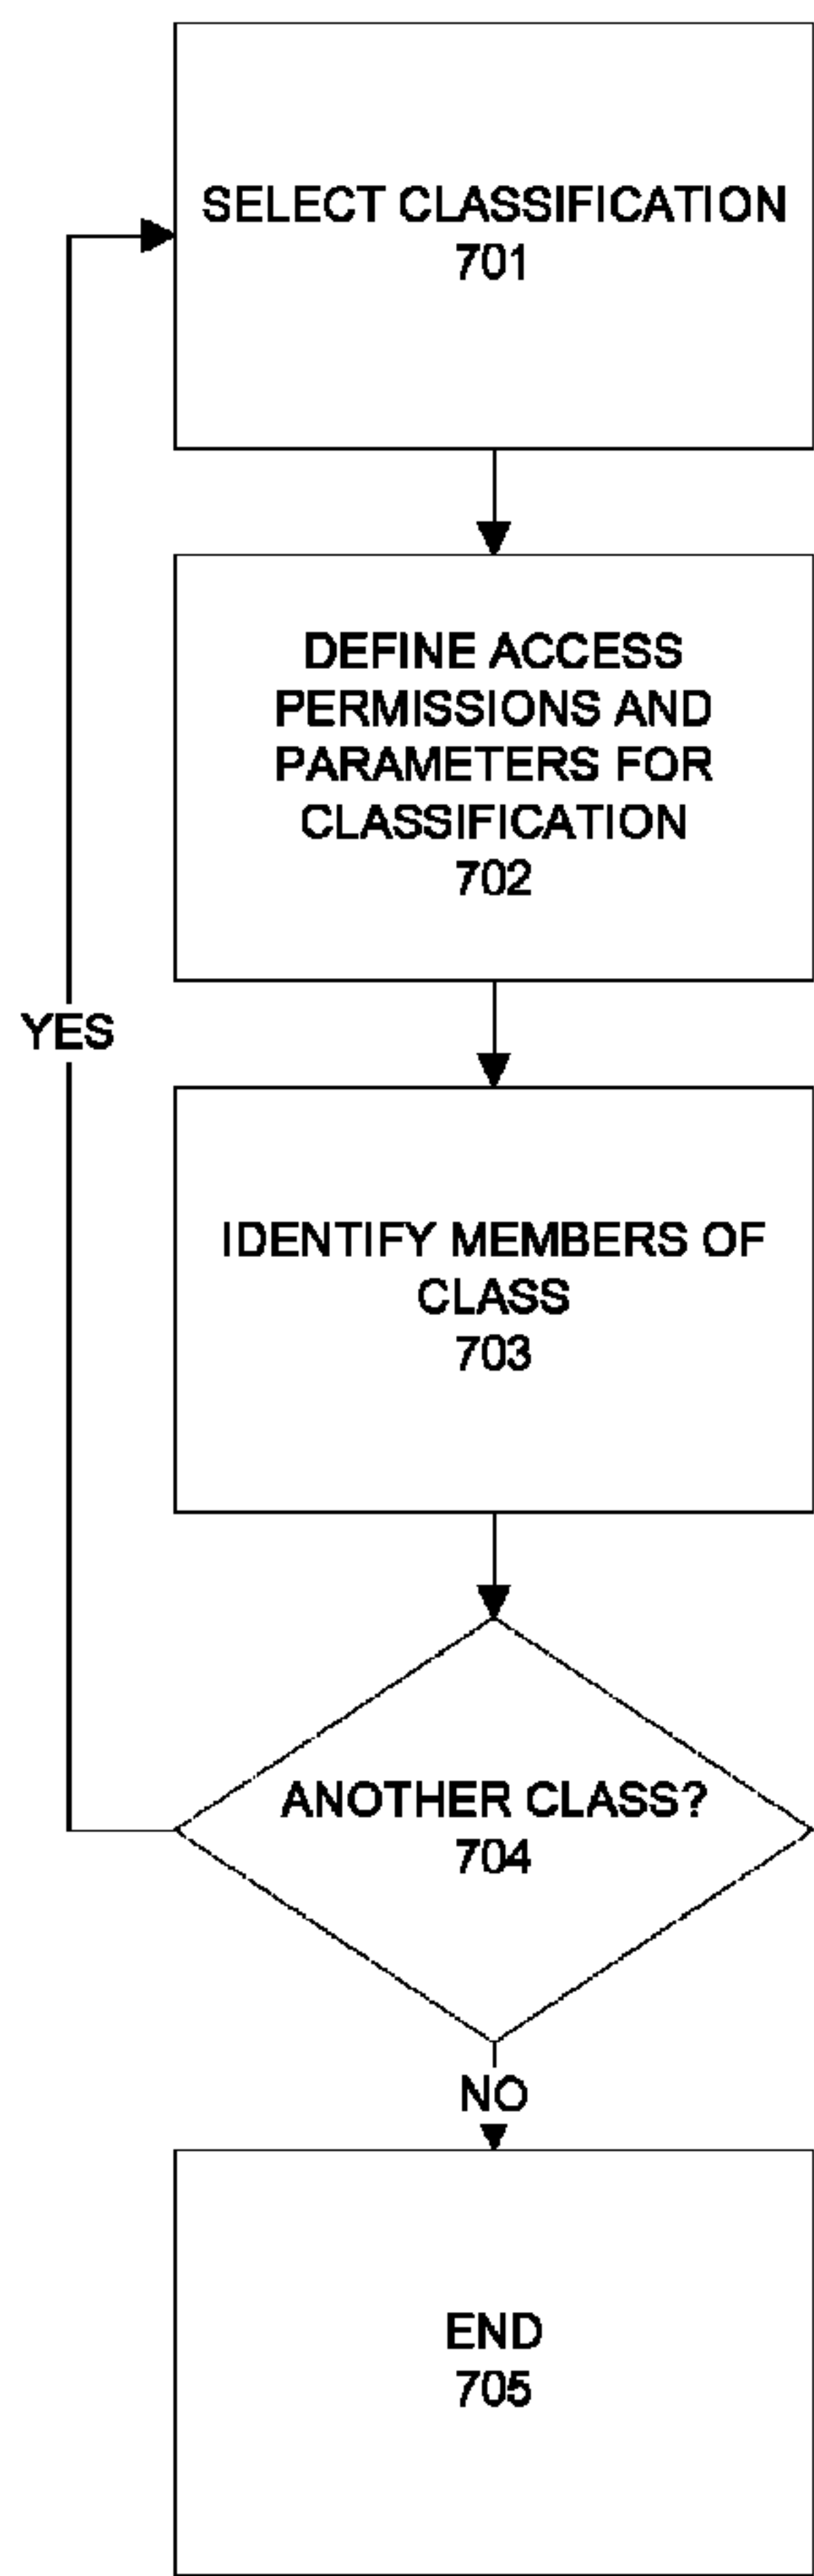 SELECT CLASSIFICATION
701
DEFINE ACCESS
PERMISSIONS AND
PARAMETERS FOR
CLASSIFICATION
702
YES
IDENTIFY MEMBERS OF
CLASS
703
ANOTHER CLASS?
704
NO
END
705